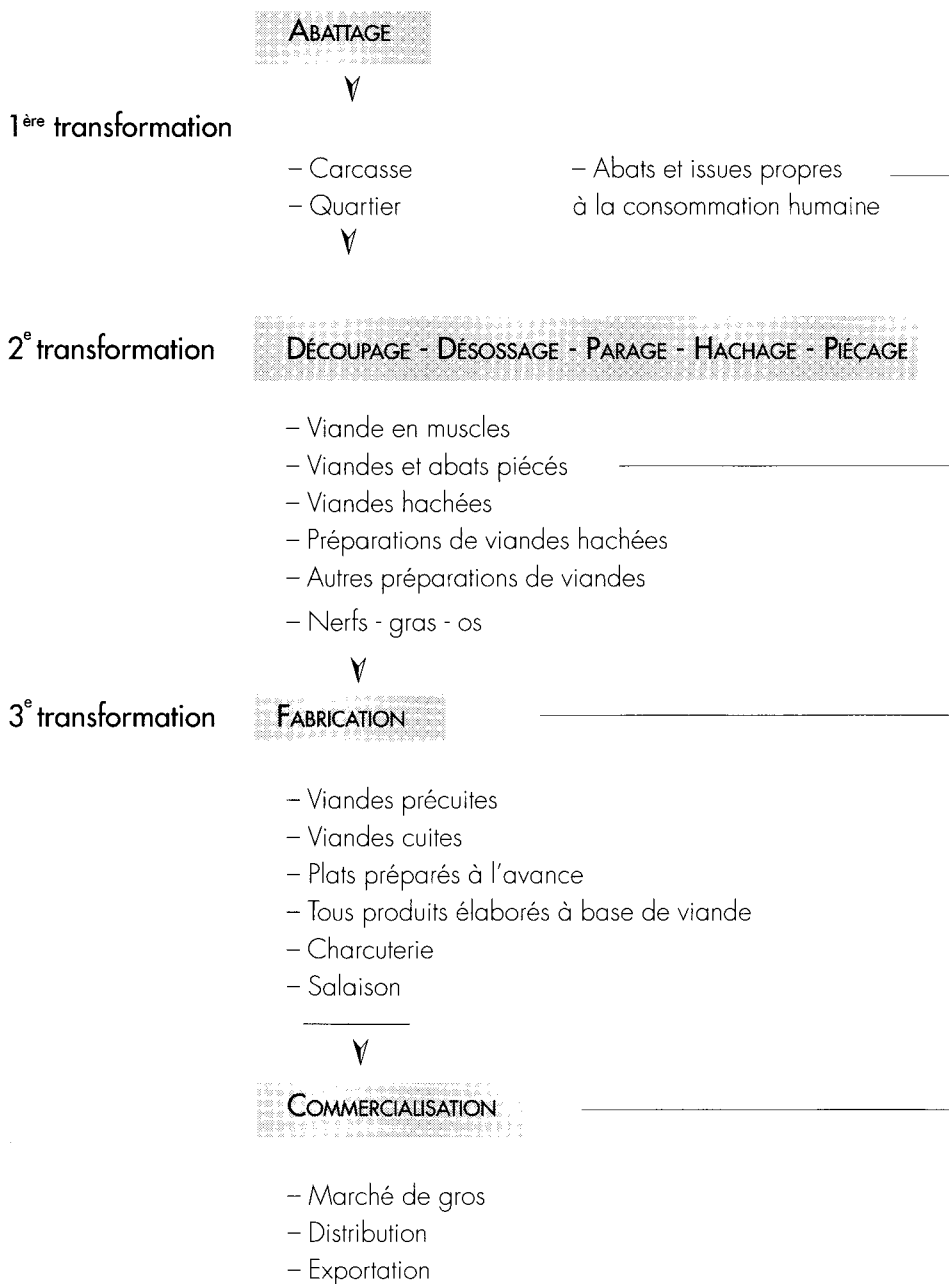 ABATTAGE
1ère transformation
– Carcasse
– Quartier
– Abats et issues propres
à la consommation humaine
2e transformation
DÉCOUPAGE - DÉSOSSAGE - PARAGE - HACHAGE - PIÉÇAGE
– Viande en muscles
– Viandes et abats piécés
– Viandes hachées
– Préparations de viandes hachées
– Autres préparations de viandes
– Nerfs - gras - os
3e transformation
FABRICATION
– Viandes précuites
– Viandes cuites
– Plats préparés à l'avance
– Tous produits élaborés à base de viande
– Charcuterie
– Salaison
COMMERCIALISATION
– Marché de gros
– Distribution
– Exportation